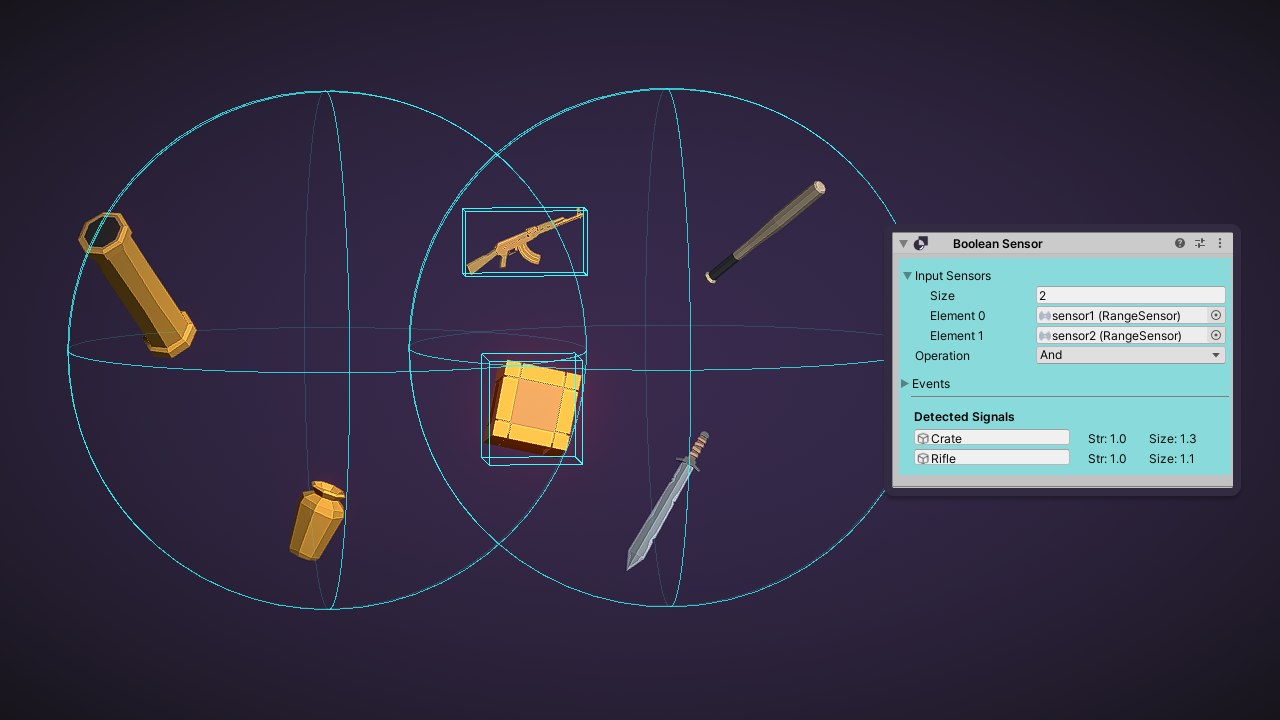 Boolean Sensor
Input Sensors
Size 2
Element 0 sensor1 (RangeSensor)
Element 1 sensor2 (RangeSensor)
Operation And
Events
Detected Signals
Crate Str: 1.0 Size: 1.3
Rifle Str: 1.0 Size: 1.1